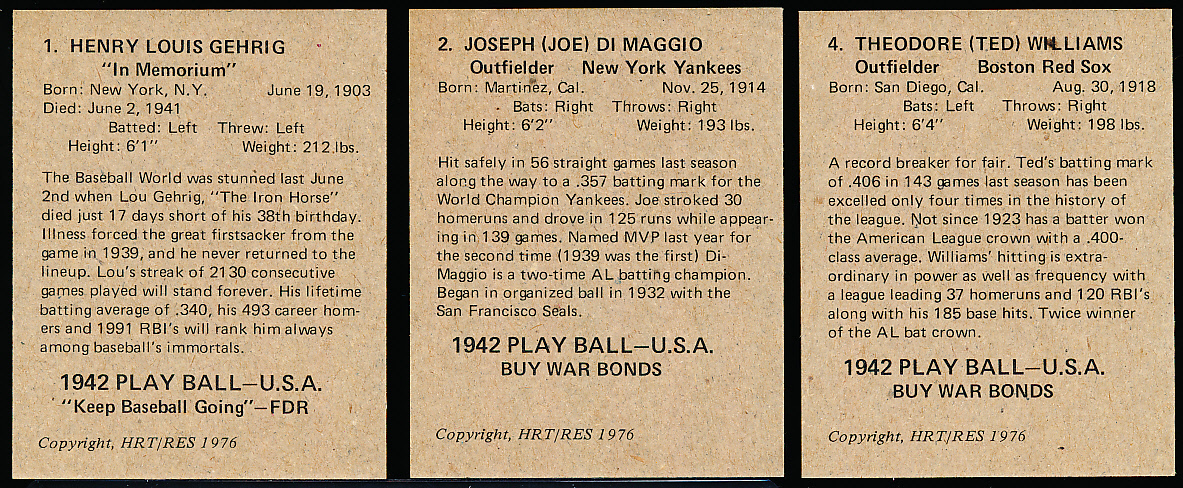 1. HENRY LOUIS GEHRIG
"In Memorium"
Born: New York, N.Y. June 19, 1903
Died: June 2, 1941
Batted: Left Threw: Left
Height: 6'1" Weight: 212 lbs.
The Baseball World was stunned last June
2nd when Lou Gehrig, "The Iron Horse"
died just 17 days short of his 38th birthday.
Illness forced the great firstsacker from the
game in 1939, and he never returned to the
lineup. Lou's streak of 2130 consecutive
games played will stand forever. His lifetime
batting average of .340, his 493 career hom-
ers and 1991 RBI's will rank him always
among baseball's immortals.
1942 PLAY BALL—U.S.A.
"Keep Baseball Going"—FDR
Copyright, HRT/RES 1976
2. JOSEPH (JOE) DI MAGGIO
Outfielder New York Yankees
Born: Martinez, Cal. Nov. 25, 1914
Bats: Right Throws: Right
Height: 6'2" Weight: 193 lbs.
Hit safely in 56 straight games last season
along the way to a .357 batting mark for the
World Champion Yankees. Joe stroked 30
homeruns and drove in 125 runs while appear-
ing in 139 games. Named MVP last year for
the second time (1939 was the first) Di-
Maggio is a two-time AL batting champion.
Began in organized ball in 1932 with the
San Francisco Seals.
1942 PLAY BALL—U.S.A.
BUY WAR BONDS
Copyright, HRT/RES 1976
4. THEODORE (TED) WILLIAMS
Outfielder Boston Red Sox
Born: San Diego, Cal. Aug. 30, 1918
Bats: Left Throws: Right
Height: 6'4" Weight: 198 lbs.
A record breaker for fair. Ted's batting mark
of .406 in 143 games last season has been
excelled only four times in the history of
the league. Not since 1923 has a batter won
the American League crown with a .400-
class average. Williams' hitting is extra-
ordinary in power as well as frequency with
a league leading 37 homeruns and 120 RBI's
along with his 185 base hits. Twice winner
of the AL bat crown.
1942 PLAY BALL—U.S.A.
BUY WAR BONDS
Copyright, HRT/RES 1976